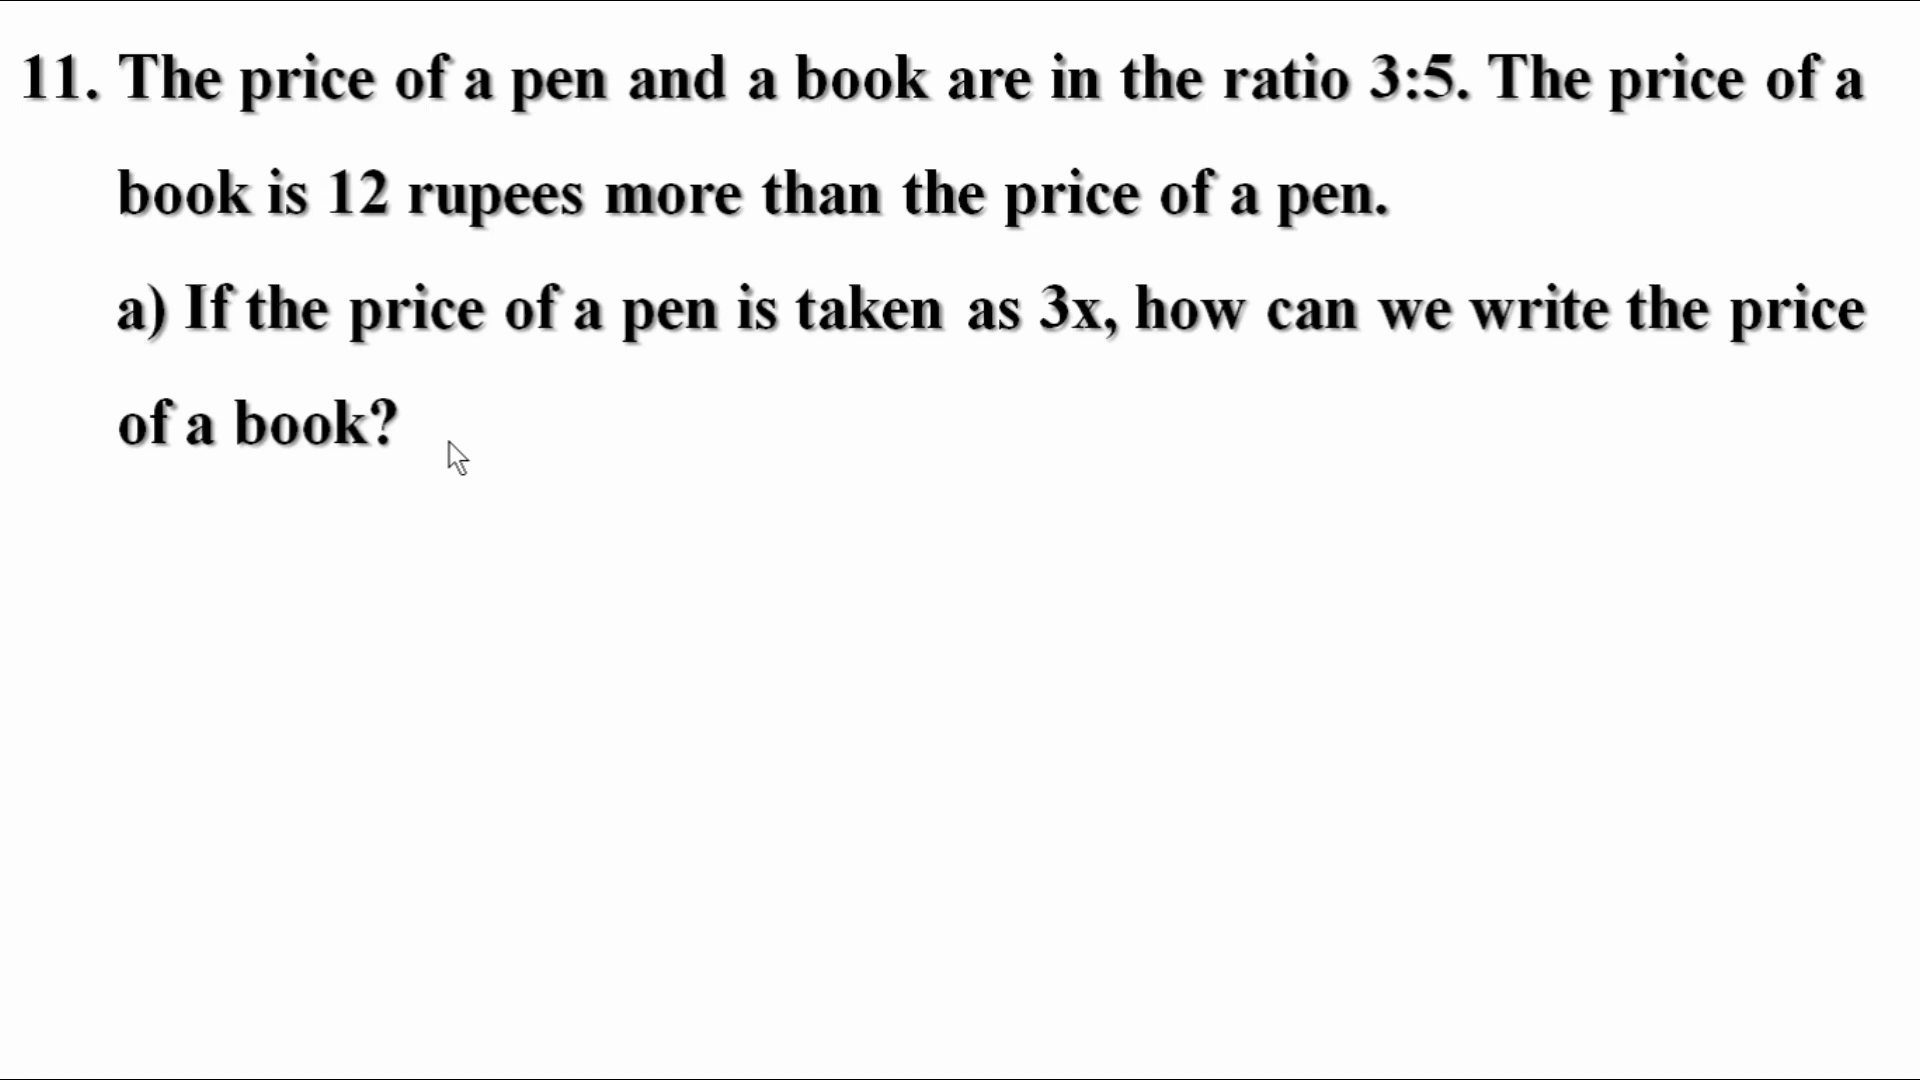 11. The price of a pen and a book are in the ratio 3:5. The price of a
book is 12 rupees more than the price of a pen.
a) If the price of a pen is taken as 3x, how can we write the price
of a book?